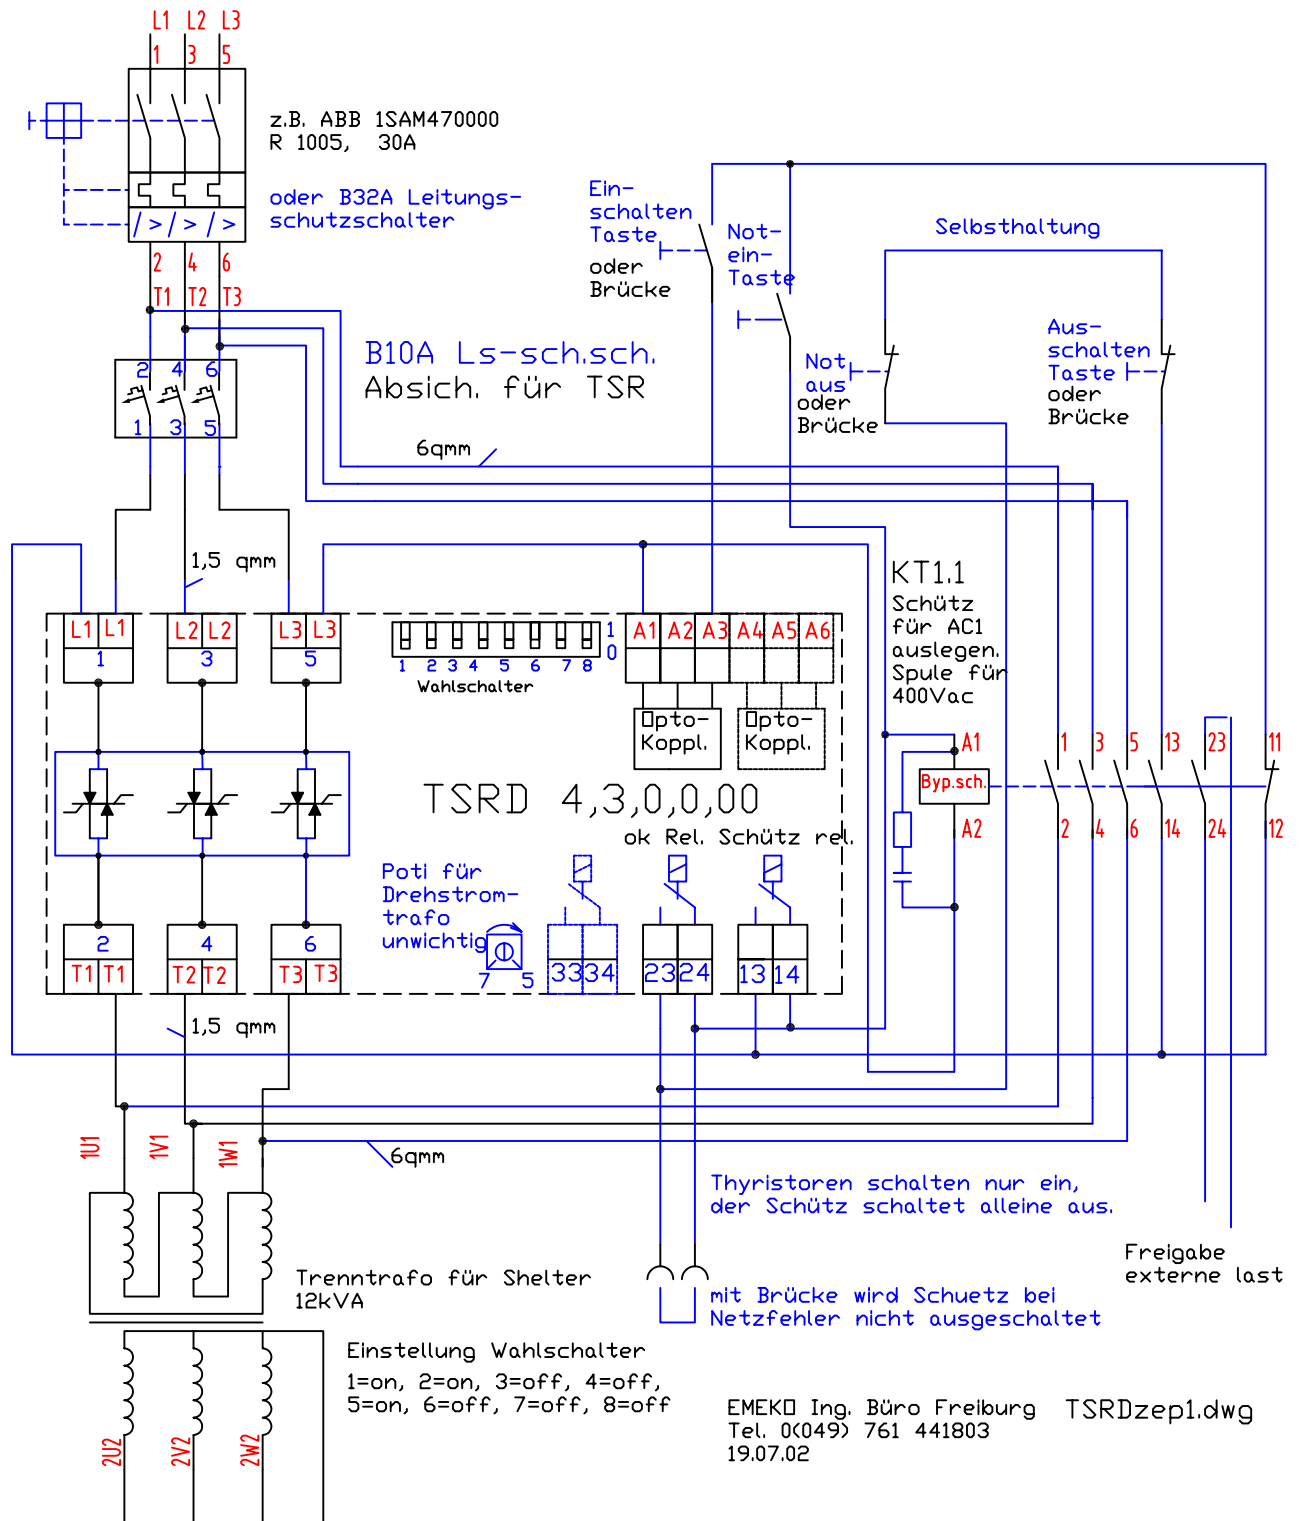 L1 L2 L3
1 3 5
z.B. ABB 1SAM470000
R 1005, 30A
oder B32A Leitungs-
schutzschalter
/> /> />
2 4 6
T1 T2 T3
Ein-
schalten
Taste
oder
Brücke
Not-
ein-
Taste
Selbsthaltung
Not
aus
oder
Brücke
Aus-
schalten
Taste
oder
Brücke
B10A Ls-sch.sch.
Absich. für TSR
2 4 6
1 3 5
6qmm
1,5 qmm
KT1.1
Schütz
für AC1
auslegen.
Spule für
400Vac
L1 L1 L2 L2 L3 L3
1 3 5
1
0
1 2 3 4 5 6 7 8
Wahlschalter
A1 A2 A3 A4 A5 A6
Opto-
Koppl.
Opto-
Koppl.
TSRD 4,3,0,0,00
ok Rel. Schütz rel.
A1
Byp.sch.
A2
1 3 5 13 23 11
2 4 6 14 24 12
Poti für
Drehstrom-
trafo
unwichtig
7 5
33 34 23 24 13 14
2 4 6
T1 T1 T2 T2 T3 T3
1,5 qmm
1U1 1V1 1W1
6qmm
Thyristoren schalten nur ein,
der Schütz schaltet alleine aus.
Freigabe
externe last
Trenntrafo für Shelter
12kVA
mit Brücke wird Schuetz bei
Netzfehler nicht ausgeschaltet
Einstellung Wahlschalter
1=on, 2=on, 3=off, 4=off,
5=on, 6=off, 7=off, 8=off
2U2 2V2 2W2
EMEKO Ing. Büro Freiburg TSRDzep1.dwg
Tel. 0(049) 761 441803
19.07.02